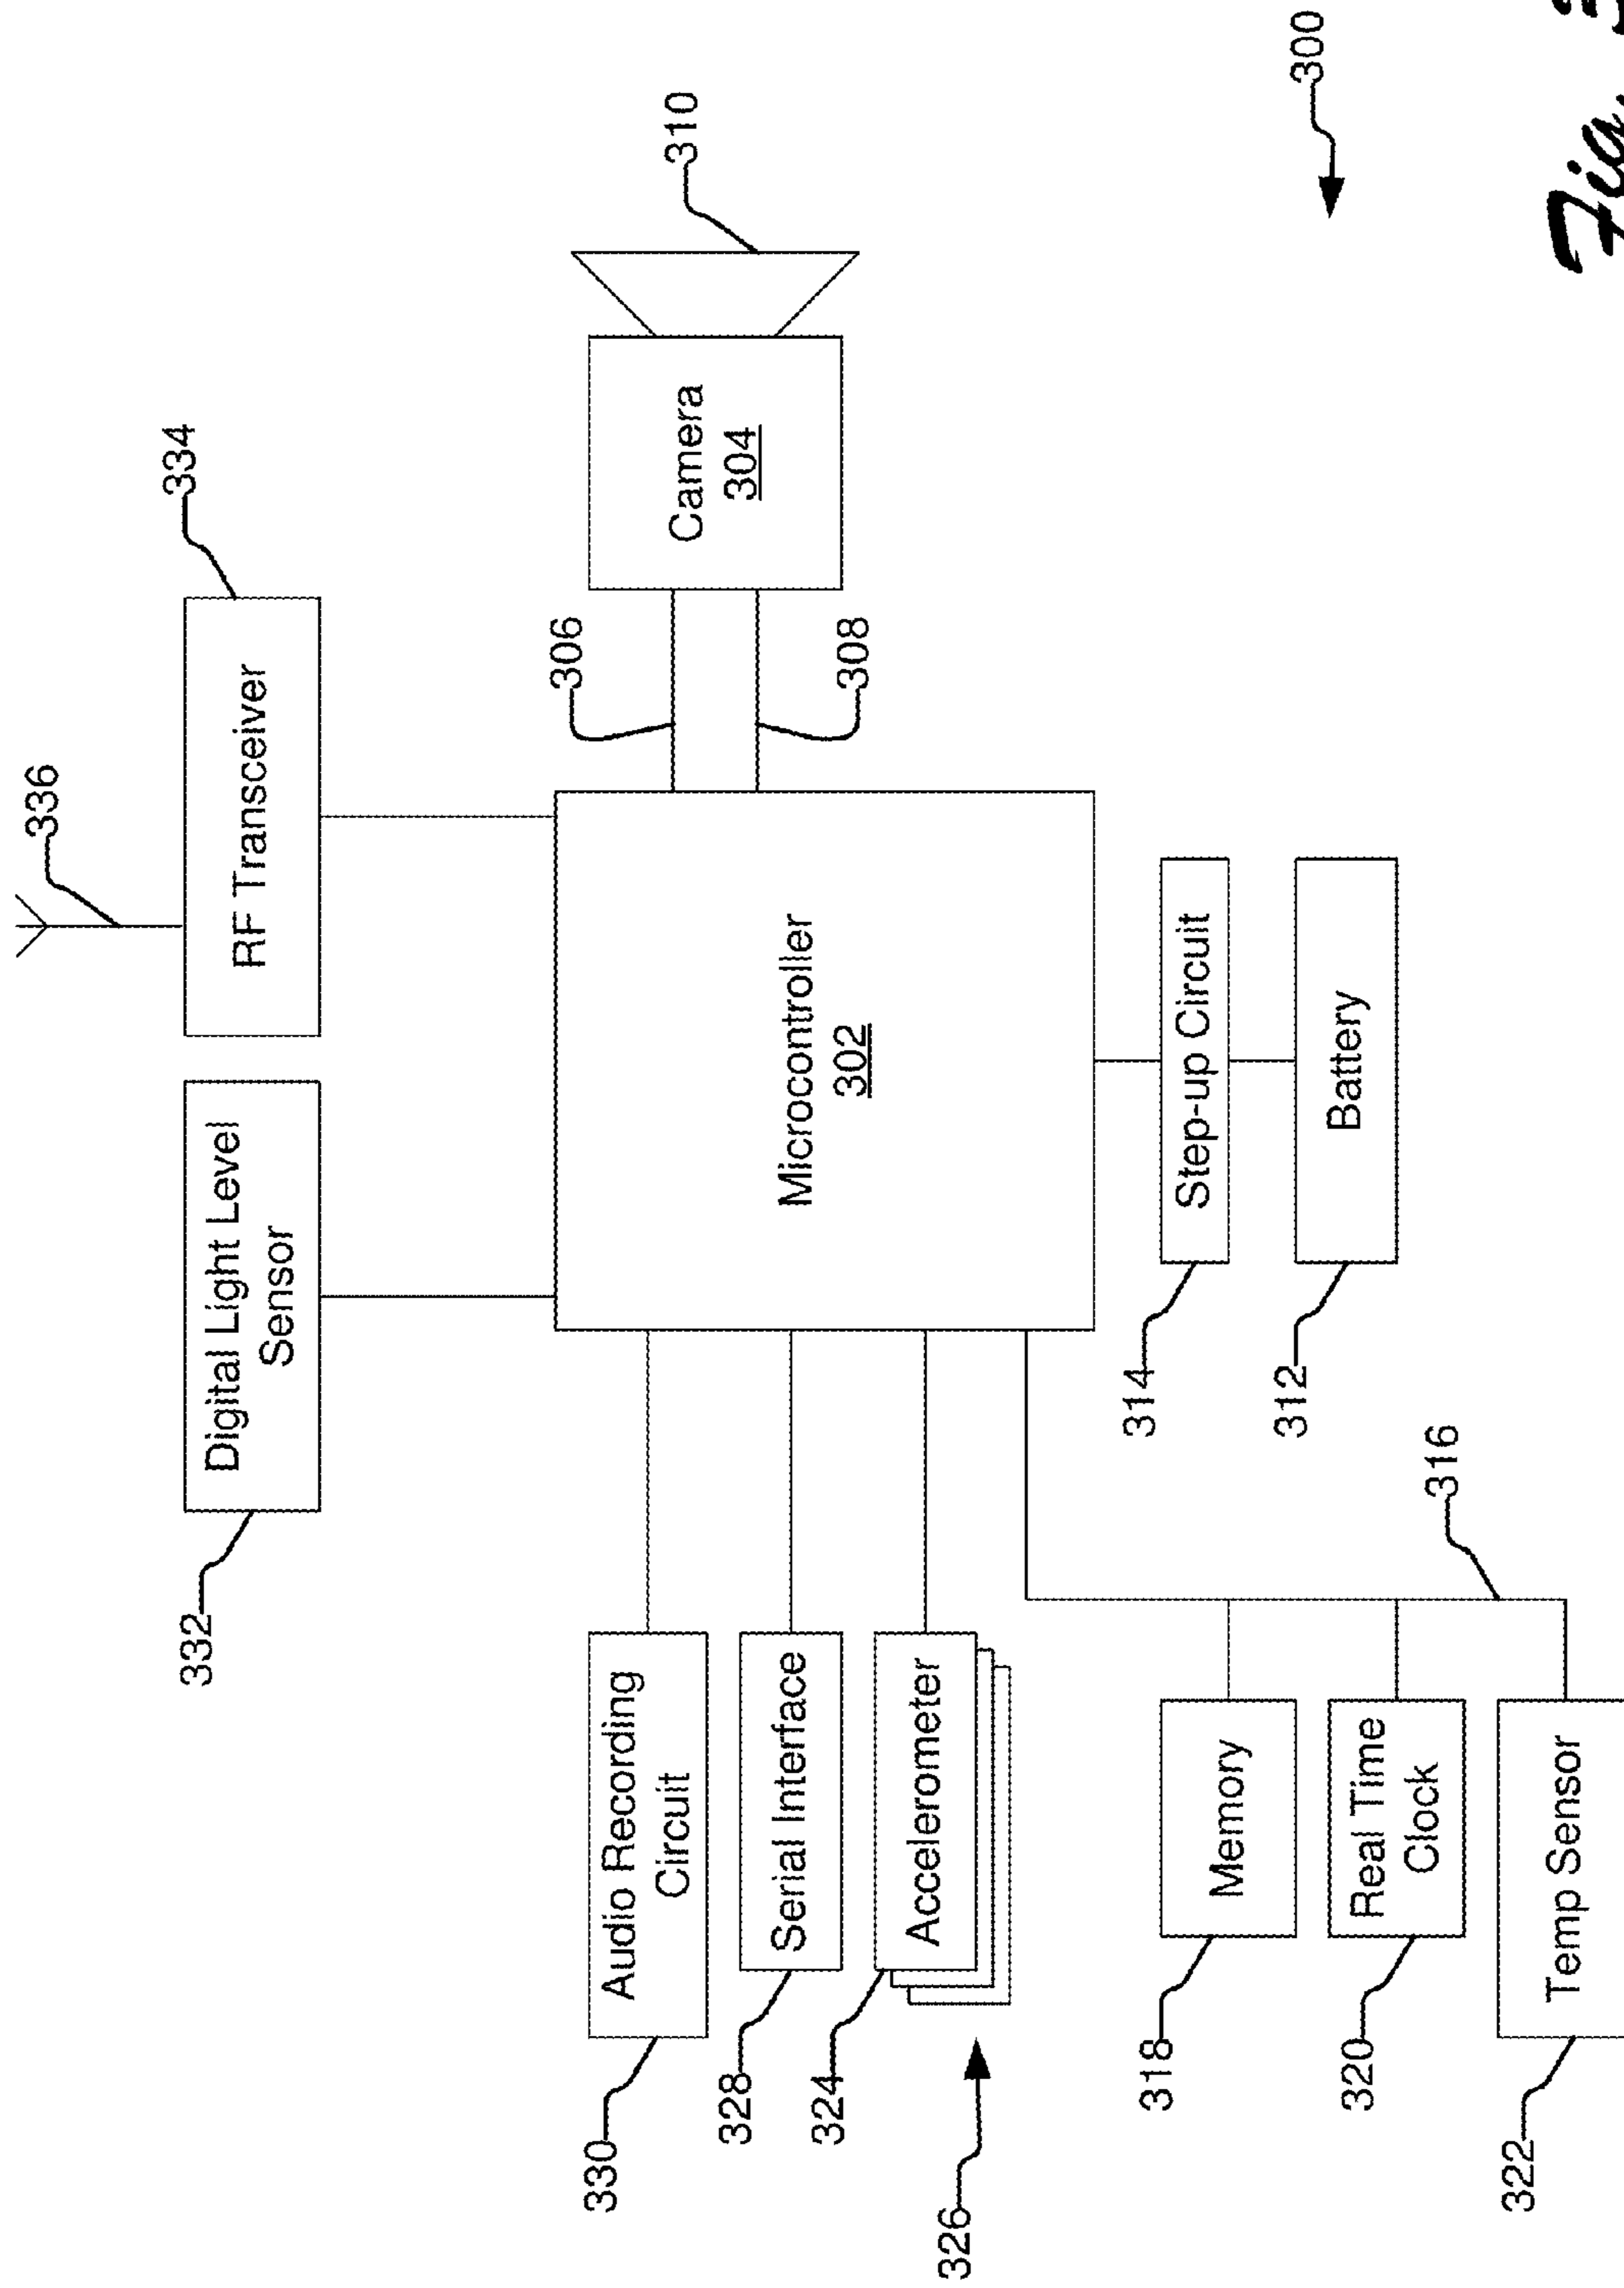 336
334
332
Digital Light Level
Sensor
RF Transceiver
306
330
Audio Recording
Circuit
310
Camera
304
328
Serial Interface
Microcontroller
302
308
324
Accelerometer
326
314
Step-up Circuit
318
Memory
312
Battery
300
320
Real Time
Clock
316
322
Temp Sensor
Fig.